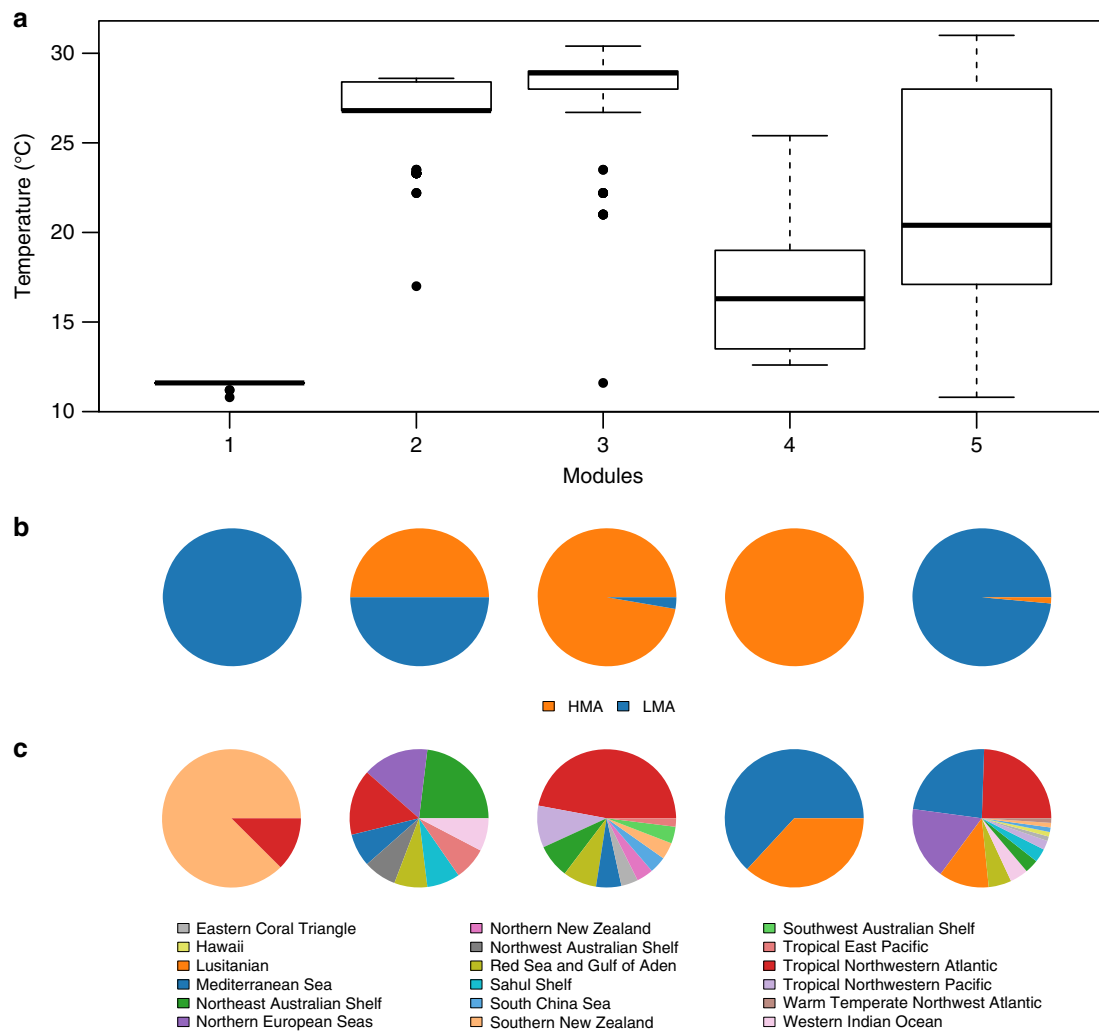 a
30
25
20
15
10
Temperature (°C)
1 2 3 4 5
Modules
b
HMA LMA
c
Eastern Coral Triangle
Hawaii
Lusitanian
Mediterranean Sea
Northeast Australian Shelf
Northern European Seas
Northern New Zealand
Northwest Australian Shelf
Red Sea and Gulf of Aden
Sahul Shelf
South China Sea
Southern New Zealand
Southwest Australian Shelf
Tropical East Pacific
Tropical Northwestern Atlantic
Tropical Northwestern Pacific
Warm Temperate Northwest Atlantic
Western Indian Ocean